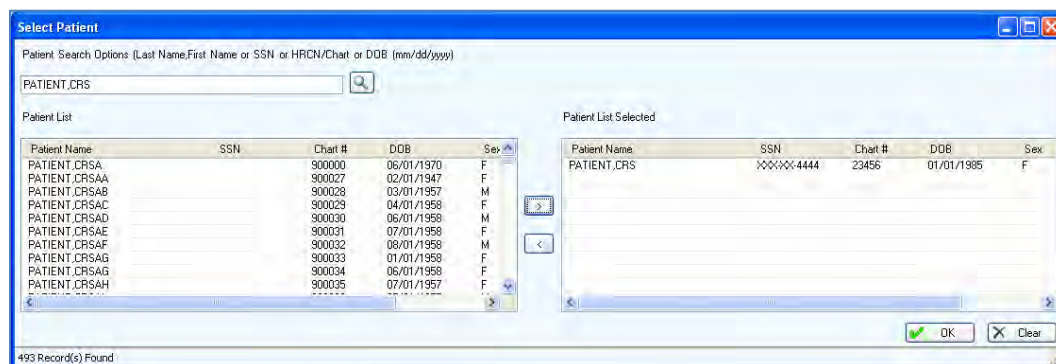 Select Patient
Patient Search Options (Last Name,First Name or SSN or HRCN/Chart or DOB (mm/dd/yyyy)
PATIENT,CRS
Patient List
Patient Name SSN Chart # DOB Sex
PATIENT,CRSA 900000 06/01/1970 F
PATIENT,CRSAA 900027 02/01/1947 F
PATIENT,CRSAB 900028 03/01/1957 M
PATIENT,CRSAC 900029 04/01/1958 F
PATIENT,CRSAD 900030 06/01/1958 M
PATIENT,CRSAE 900031 07/01/1958 F
PATIENT,CRSAF 900032 08/01/1958 M
PATIENT,CRSAG 900033 01/01/1958 F
PATIENT,CRSAG 900034 06/01/1958 F
PATIENT,CRSAH 900035 07/01/1957 F
Patient List Selected
Patient Name SSN Chart # DOB Sex
PATIENT,CRS XXX-XX-4444 23456 01/01/1985 F
>
<
OK Clear
493 Record(s) Found